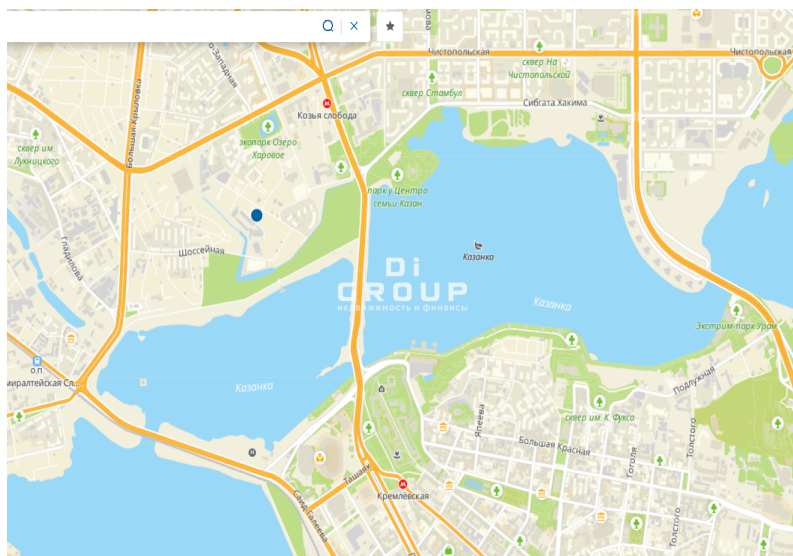 мова
Чистопольская
Чистопольская
сквер На
Чистопольской
о-Западная
Большая Крыловка
сквер Стамбул
Сибгата Хакима
Козья слобода
сквер им
Лукницкого
экопарк Озеро
Харовое
парк у Центра
семьи Казан
Гладилова
Шоссейная
Казанка
Di
GROUP
недвижимость и финансы
Казанка
Экстрим-парк Урам
о.п.
миралтейская Сл...
Казанка
Подлужная
сквер им. К. Фукса
Япеева
Большая Красная
Гоголя
Толстого
Ташаяк
Кремлёвская
Саид-Галеева
Толстого